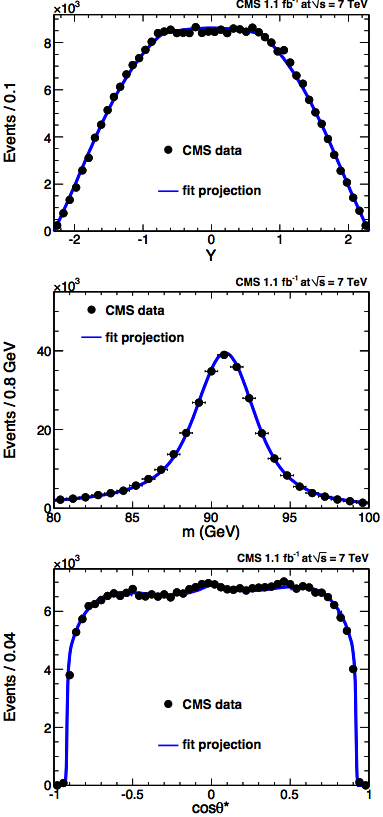 CMS 1.1 fb⁻¹ at √s = 7 TeV
×10³
8
6
4
2
0
Events / 0.1
CMS data
fit projection
-2 -1 0 1 2
Y
CMS 1.1 fb⁻¹ at √s = 7 TeV
×10³
CMS data
fit projection
40
20
0
Events / 0.8 GeV
80 85 90 95 100
m (GeV)
CMS 1.1 fb⁻¹ at √s = 7 TeV
×10³
6
4
2
0
Events / 0.04
CMS data
fit projection
-1 -0.5 0 0.5 1
cosθ*